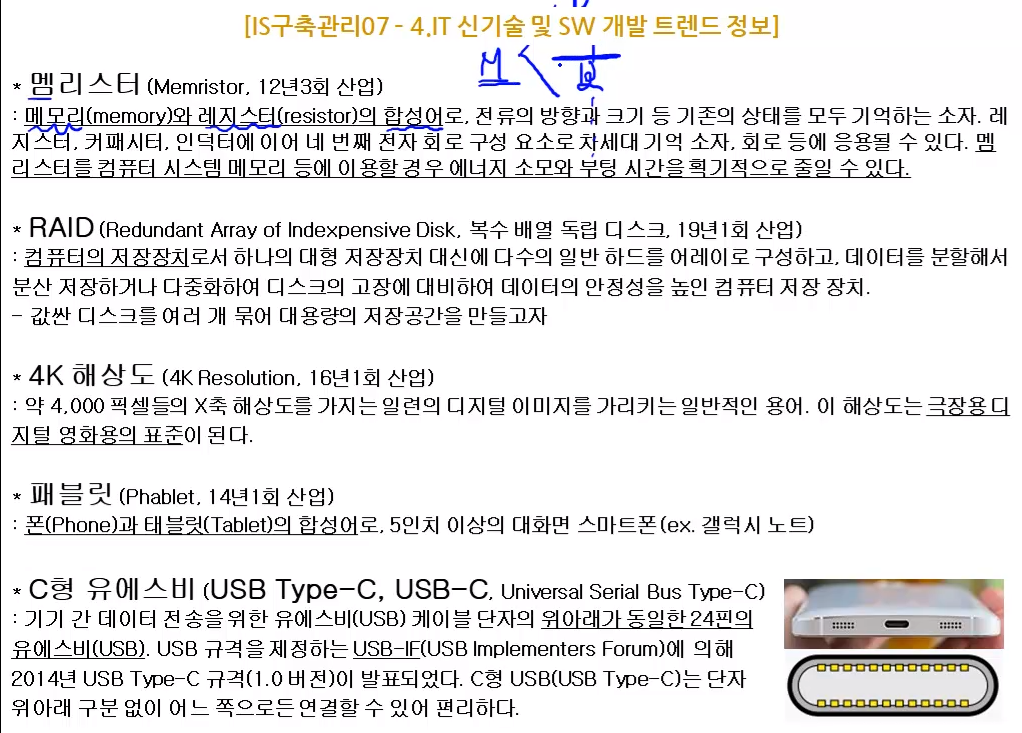 [IS구축관리07 - 4.IT 신기술 및 SW 개발 트렌드 정보]
M
* 멤리스터 (Memristor, 12년3회 산업)
: 메모리(memory)와 레지스터(resistor)의 합성어로, 전류의 방향과 크기 등 기존의 상태를 모두 기억하는 소자. 레
지스터, 커패시터, 인덕터에 이어 네 번째 전자 회로 구성 요소로 차세대 기억 소자, 회로 등에 응용될 수 있다. 멤
리스터를 컴퓨터 시스템 메모리 등에 이용할 경우 에너지 소모와 부팅 시간을 획기적으로 줄일 수 있다.
* RAID (Redundant Array of Indexpensive Disk, 복수 배열 독립 디스크, 19년1회 산업)
: 컴퓨터의 저장장치로서 하나의 대형 저장장치 대신에 다수의 일반 하드를 어레이로 구성하고, 데이터를 분할해서
분산 저장하거나 다중화하여 디스크의 고장에 대비하여 데이터의 안정성을 높인 컴퓨터 저장 장치.
- 값싼 디스크를 여러 개 묶어 대용량의 저장공간을 만들고자
* 4K 해상도 (4K Resolution, 16년1회 산업)
: 약 4,000 픽셀들의 X축 해상도를 가지는 일련의 디지털 이미지를 가리키는 일반적인 용어. 이 해상도는 극장용 디
지털 영화용의 표준이 된다.
* 패블릿 (Phablet, 14년1회 산업)
: 폰(Phone)과 태블릿(Tablet)의 합성어로, 5인치 이상의 대화면 스마트폰(ex. 갤럭시 노트)
* C형 유에스비 (USB Type-C, USB-C, Universal Serial Bus Type-C)
: 기기 간 데이터 전송을 위한 유에스비(USB) 케이블 단자의 위아래가 동일한 24핀의
유에스비(USB). USB 규격을 제정하는 USB-IF(USB Implementers Forum)에 의해
2014년 USB Type-C 규격(1.0 버전)이 발표되었다. C형 USB(USB Type-C)는 단자
위아래 구분 없이 어느 쪽으로든 연결할 수 있어 편리하다.